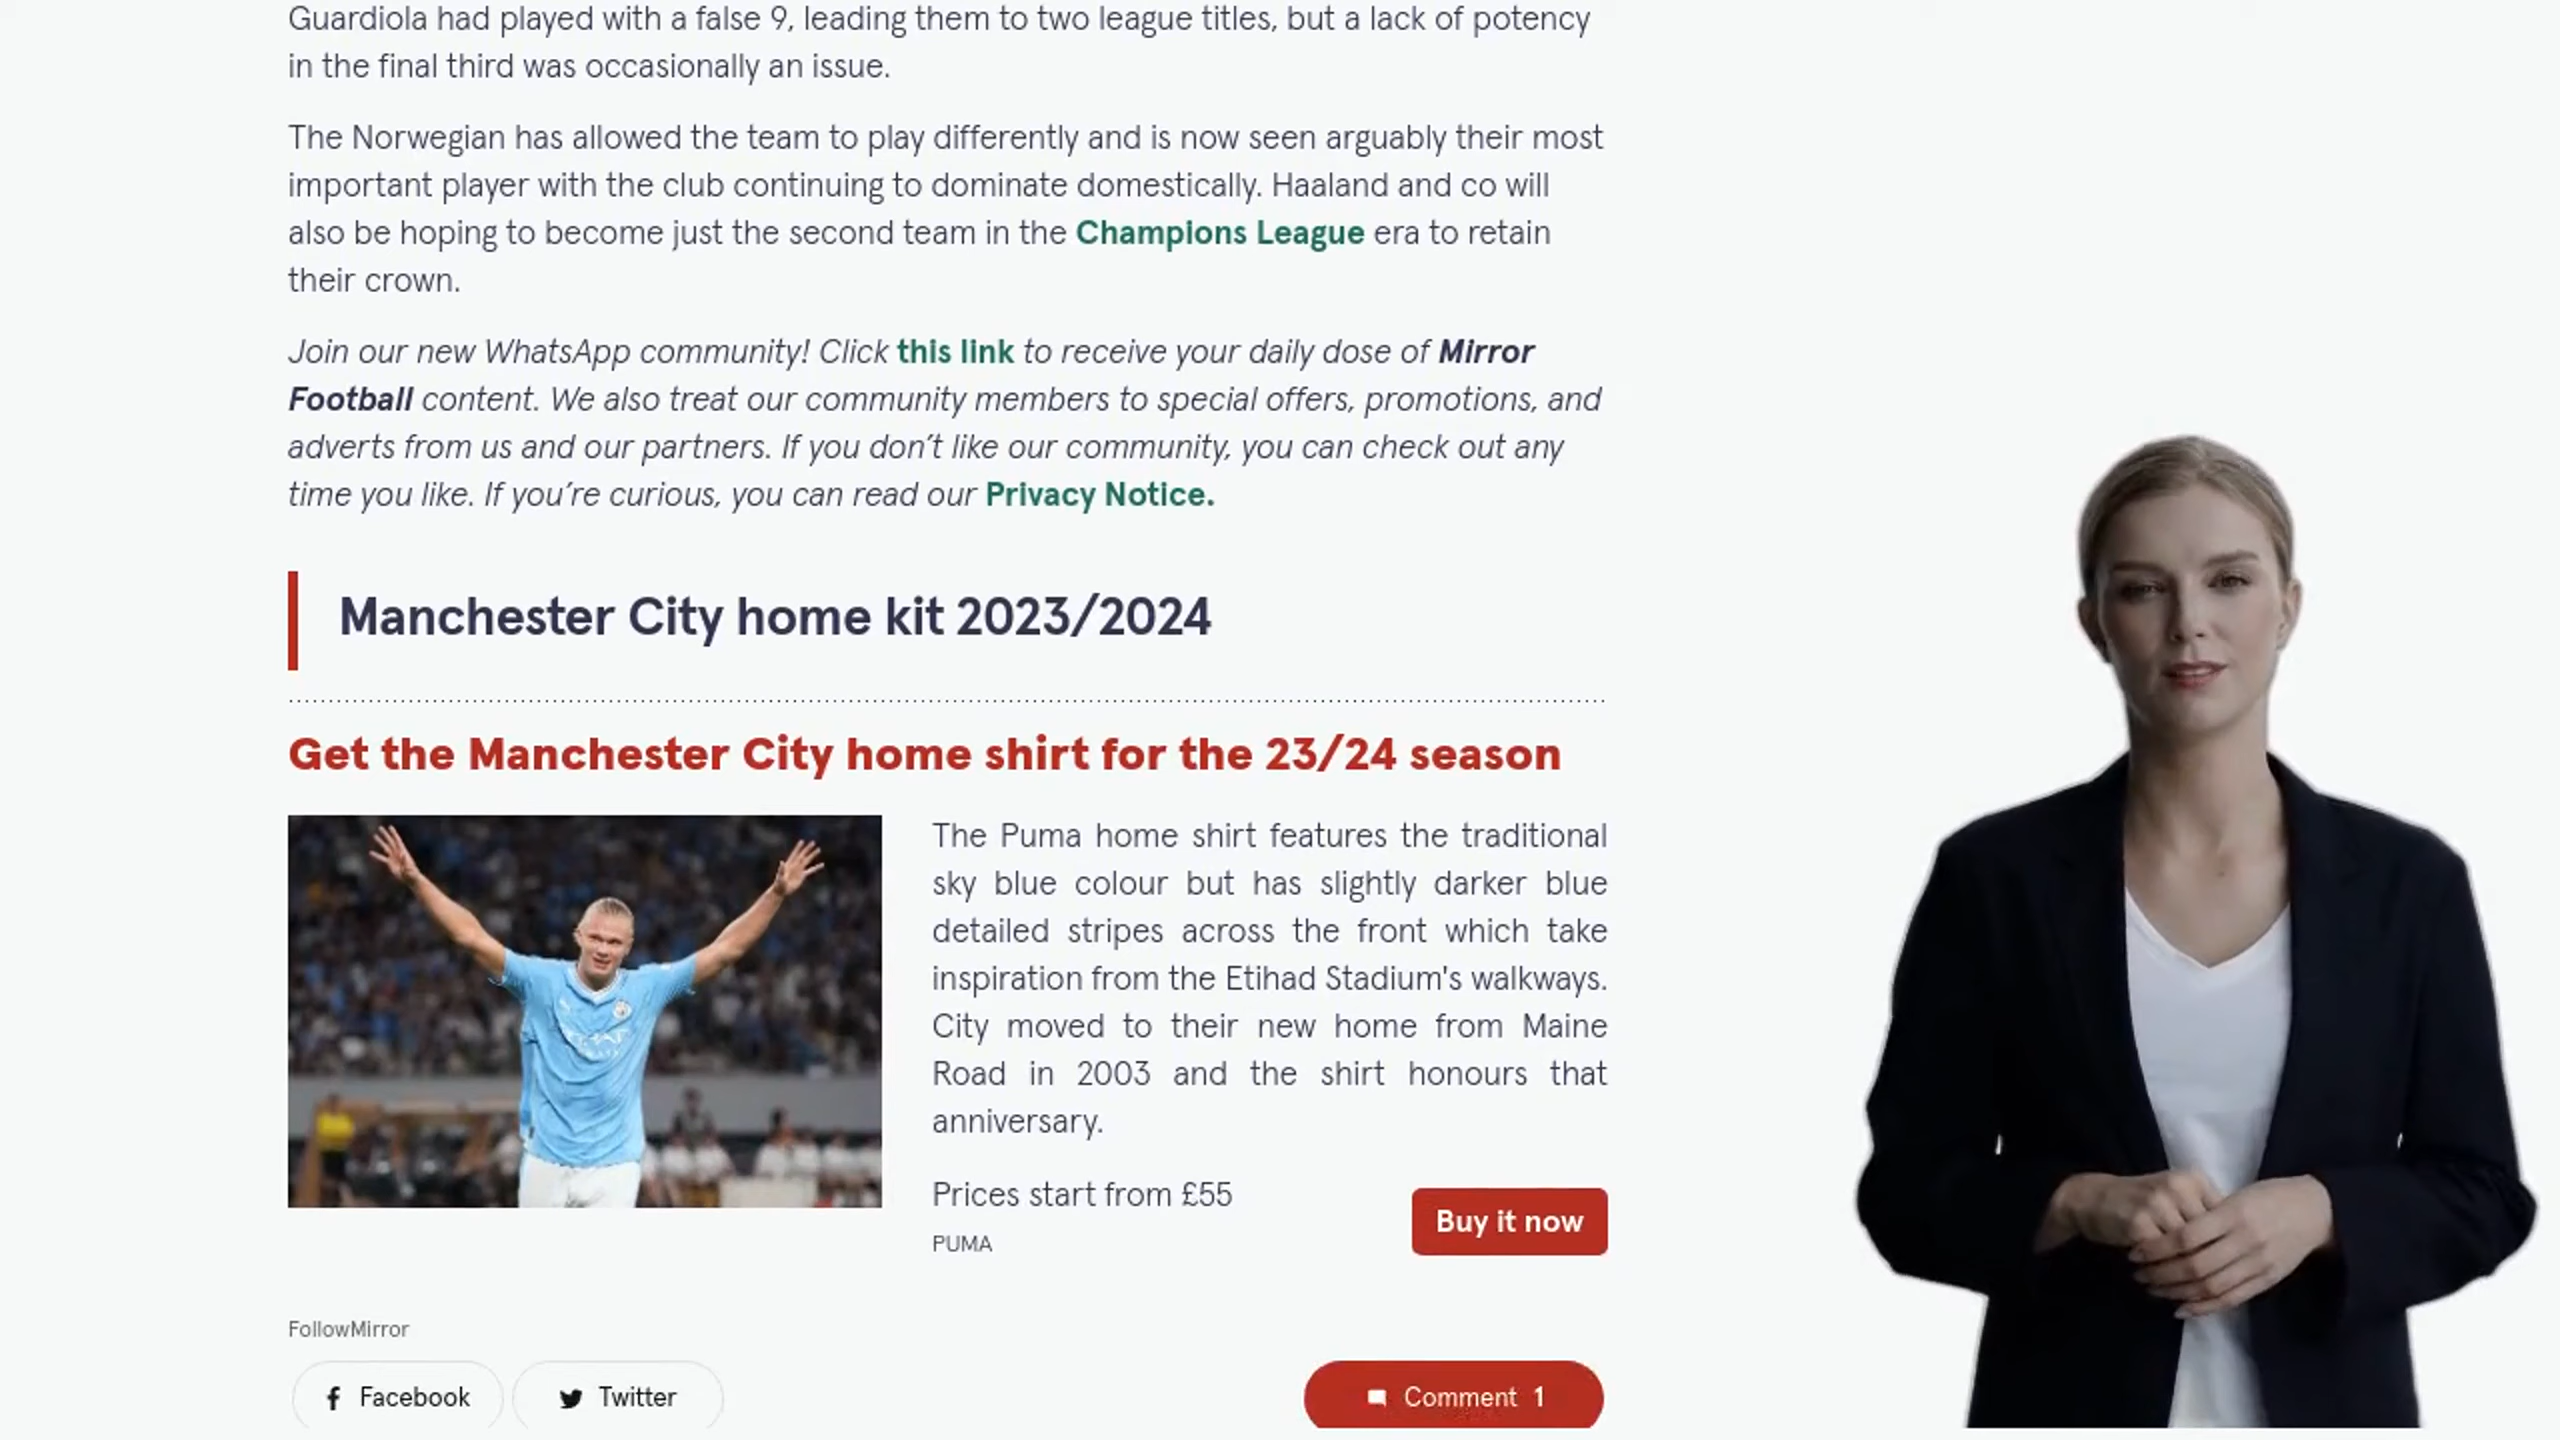 Guardiola had played with a false 9, leading them to two league titles, but a lack of potency
in the final third was occasionally an issue.
The Norwegian has allowed the team to play differently and is now seen arguably their most
important player with the club continuing to dominate domestically. Haaland and co will
also be hoping to become just the second team in the Champions League era to retain
their crown.
Join our new WhatsApp community! Click this link to receive your daily dose of Mirror
Football content. We also treat our community members to special offers, promotions, and
adverts from us and our partners. If you don’t like our community, you can check out any
time you like. If you’re curious, you can read our Privacy Notice.
Manchester City home kit 2023/2024
Get the Manchester City home shirt for the 23/24 season
The Puma home shirt features the traditional
sky blue colour but has slightly darker blue
detailed stripes across the front which take
inspiration from the Etihad Stadium's walkways.
City moved to their new home from Maine
Road in 2003 and the shirt honours that
anniversary.
Prices start from £55
PUMA
Buy it now
FollowMirror
Facebook
Twitter
Comment 1